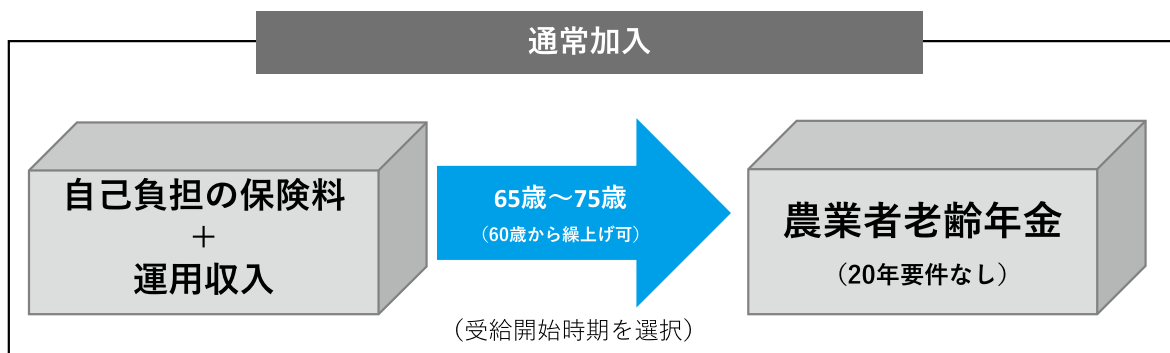 通常加入
自己負担の保険料
+
運用収入
65歳～75歳
（60歳から繰上げ可）
（受給開始時期を選択）
農業者老齢年金
（20年要件なし）